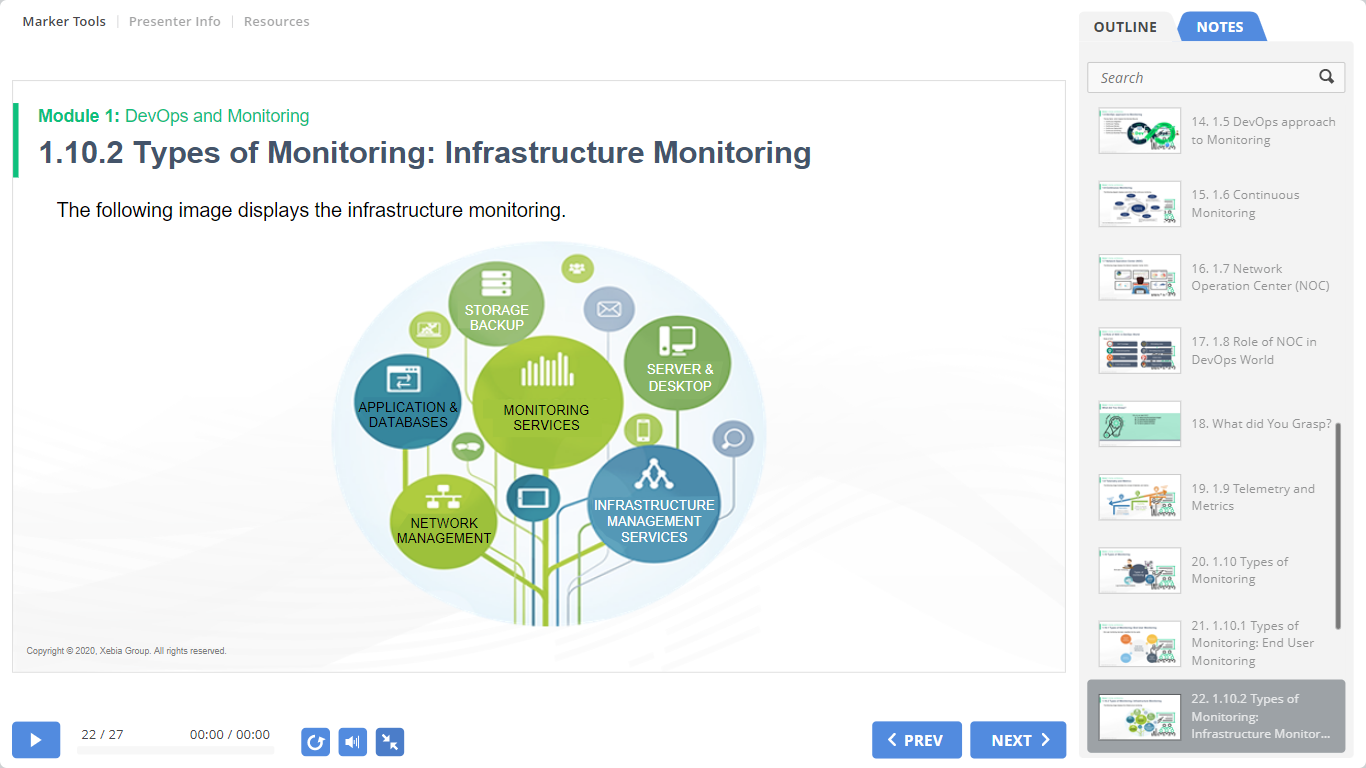 Marker Tools
Presenter Info
Resources
OUTLINE
NOTES
Search
Module 1: DevOps and Monitoring
1.10.2 Types of Monitoring: Infrastructure Monitoring
The following image displays the infrastructure monitoring.
STORAGE
BACKUP
SERVER &
DESKTOP
APPLICATION &
DATABASES
MONITORING
SERVICES
NETWORK
MANAGEMENT
INFRASTRUCTURE
MANAGEMENT
SERVICES
Copyright © 2020, Xebia Group. All rights reserved.
14. 1.5 DevOps approach
to Monitoring
15. 1.6 Continuous
Monitoring
16. 1.7 Network
Operation Center (NOC)
17. 1.8 Role of NOC in
DevOps World
18. What did You Grasp?
19. 1.9 Telemetry and
Metrics
20. 1.10 Types of
Monitoring
21. 1.10.1 Types of
Monitoring: End User
Monitoring
22. 1.10.2 Types of
Monitoring:
Infrastructure Monitor...
22 / 27
00:00 / 00:00
PREV
NEXT